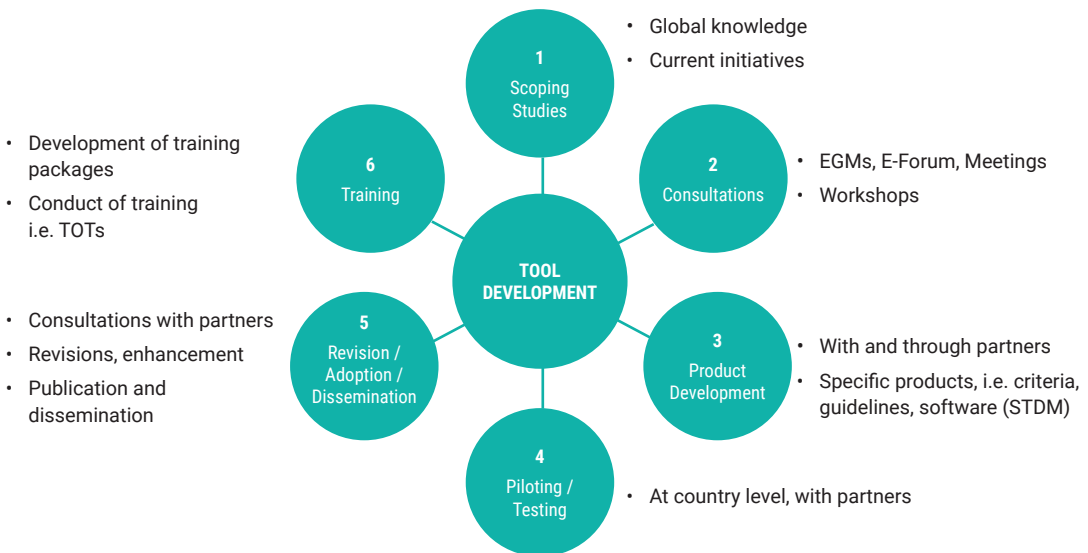 1
Scoping
Studies
• Global knowledge
• Current initiatives
2
Consultations
• EGMs, E-Forum, Meetings
• Workshops
3
Product
Development
• With and through partners
• Specific products, i.e. criteria,
guidelines, software (STDM)
4
Piloting /
Testing
• At country level, with partners
5
Revision /
Adoption /
Dissemination
• Consultations with partners
• Revisions, enhancement
• Publication and
dissemination
6
Training
• Development of training
packages
• Conduct of training
i.e. TOTs
TOOL
DEVELOPMENT